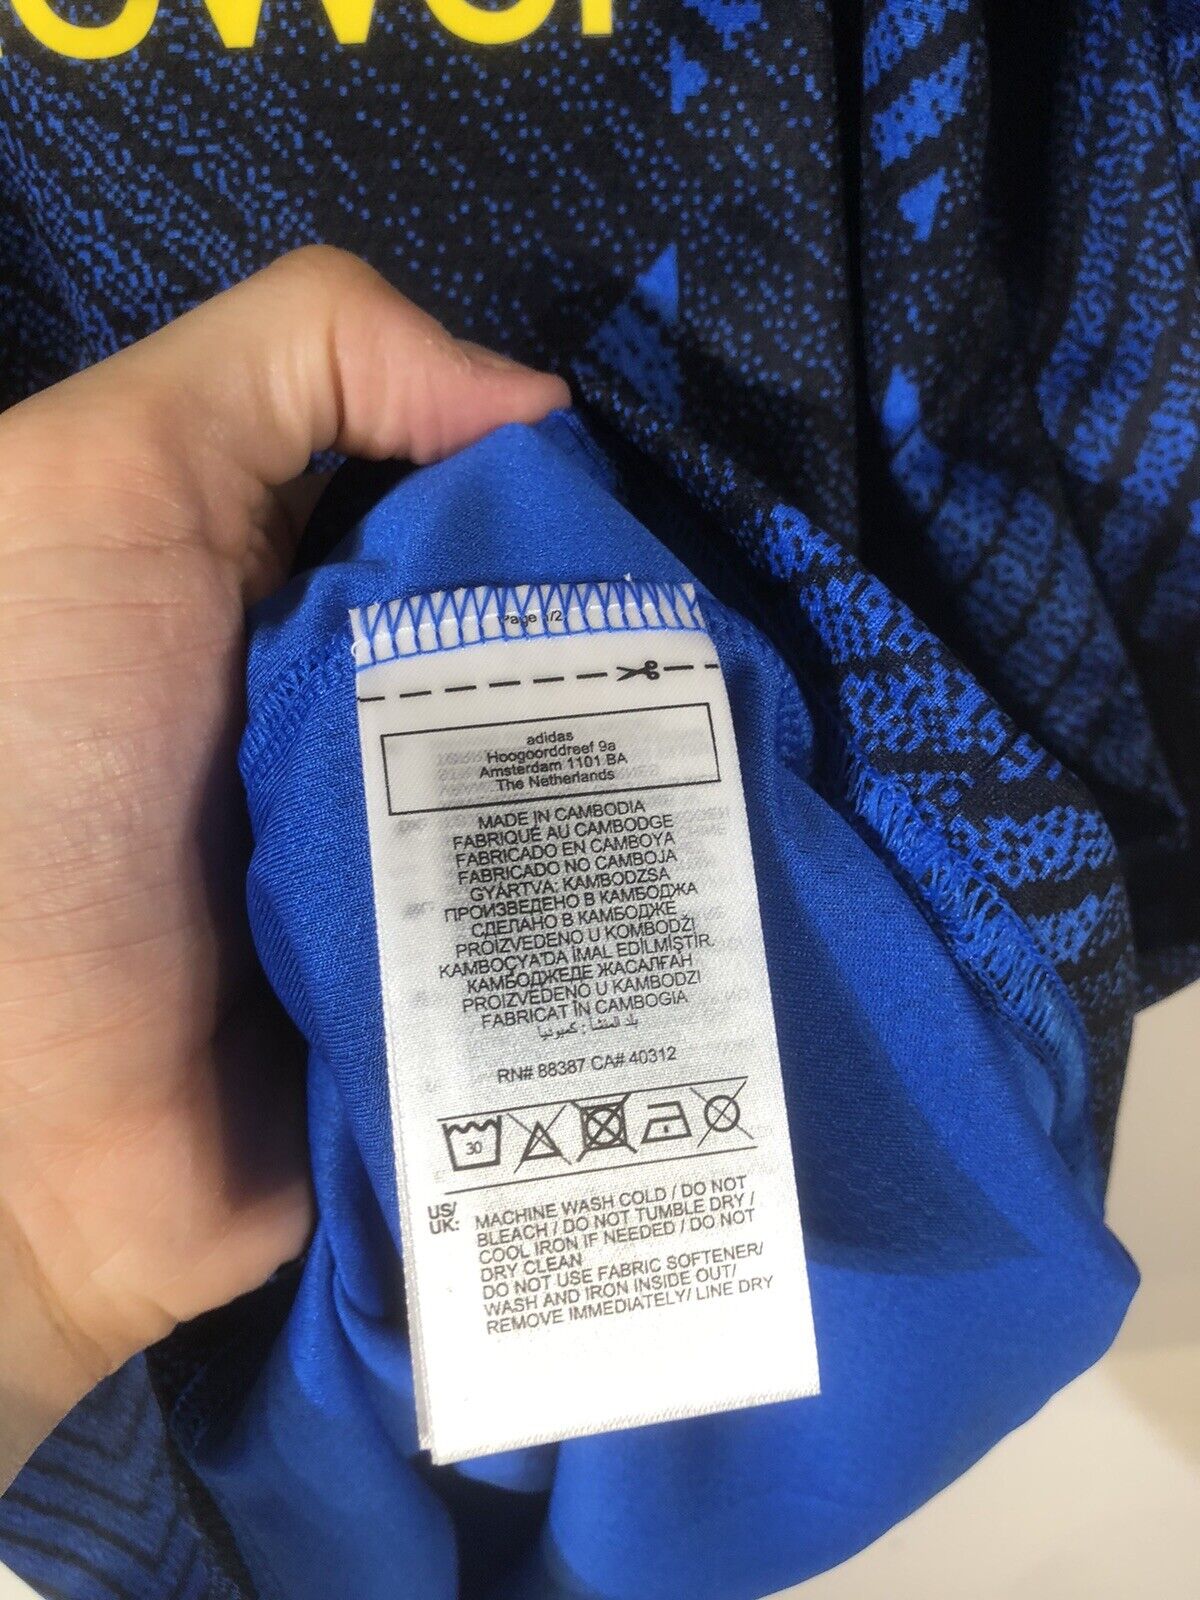 Page 1/2
adidas
Hoogoorddreef 9a
Amsterdam 1101 BA
The Netherlands
MADE IN CAMBODIA
FABRIQUÉ AU CAMBODGE
FABRICADO EN CAMBOYA
FABRICADO NO CAMBOJA
GYÁRTVA: KAMBODZSA
ПРОИЗВЕДЕНО В КАМБОДЖА
СДЕЛАНО В КАМБОДЖЕ
PROIZVEDENO U KOMBODŽI
KAMBOÇYA'DA İMAL EDİLMİŞTİR.
КАМБОДЖЕДЕ ЖАСАЛҒАН
PROIZVEDENO U KAMBODZI
FABRICAT ÎN CAMBOGIA
بلد المنشأ : كمبوديا
RN# 88387 CA# 40312
30
US/
UK:
MACHINE WASH COLD / DO NOT
BLEACH / DO NOT TUMBLE DRY /
COOL IRON IF NEEDED / DO NOT
DRY CLEAN
DO NOT USE FABRIC SOFTENER/
WASH AND IRON INSIDE OUT/
REMOVE IMMEDIATELY/ LINE DRY